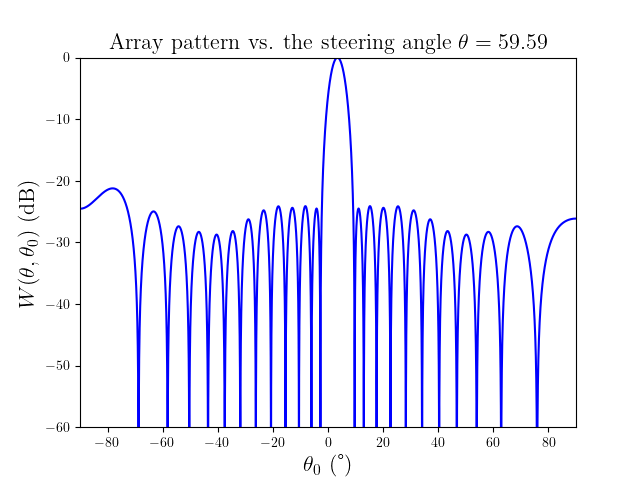 Array pattern vs. the steering angle θ = 59.59
0
−10
−20
−30
−40
−50
−60
W(θ, θ₀) (dB)
−80 −60 −40 −20 0 20 40 60 80
θ₀ (°)